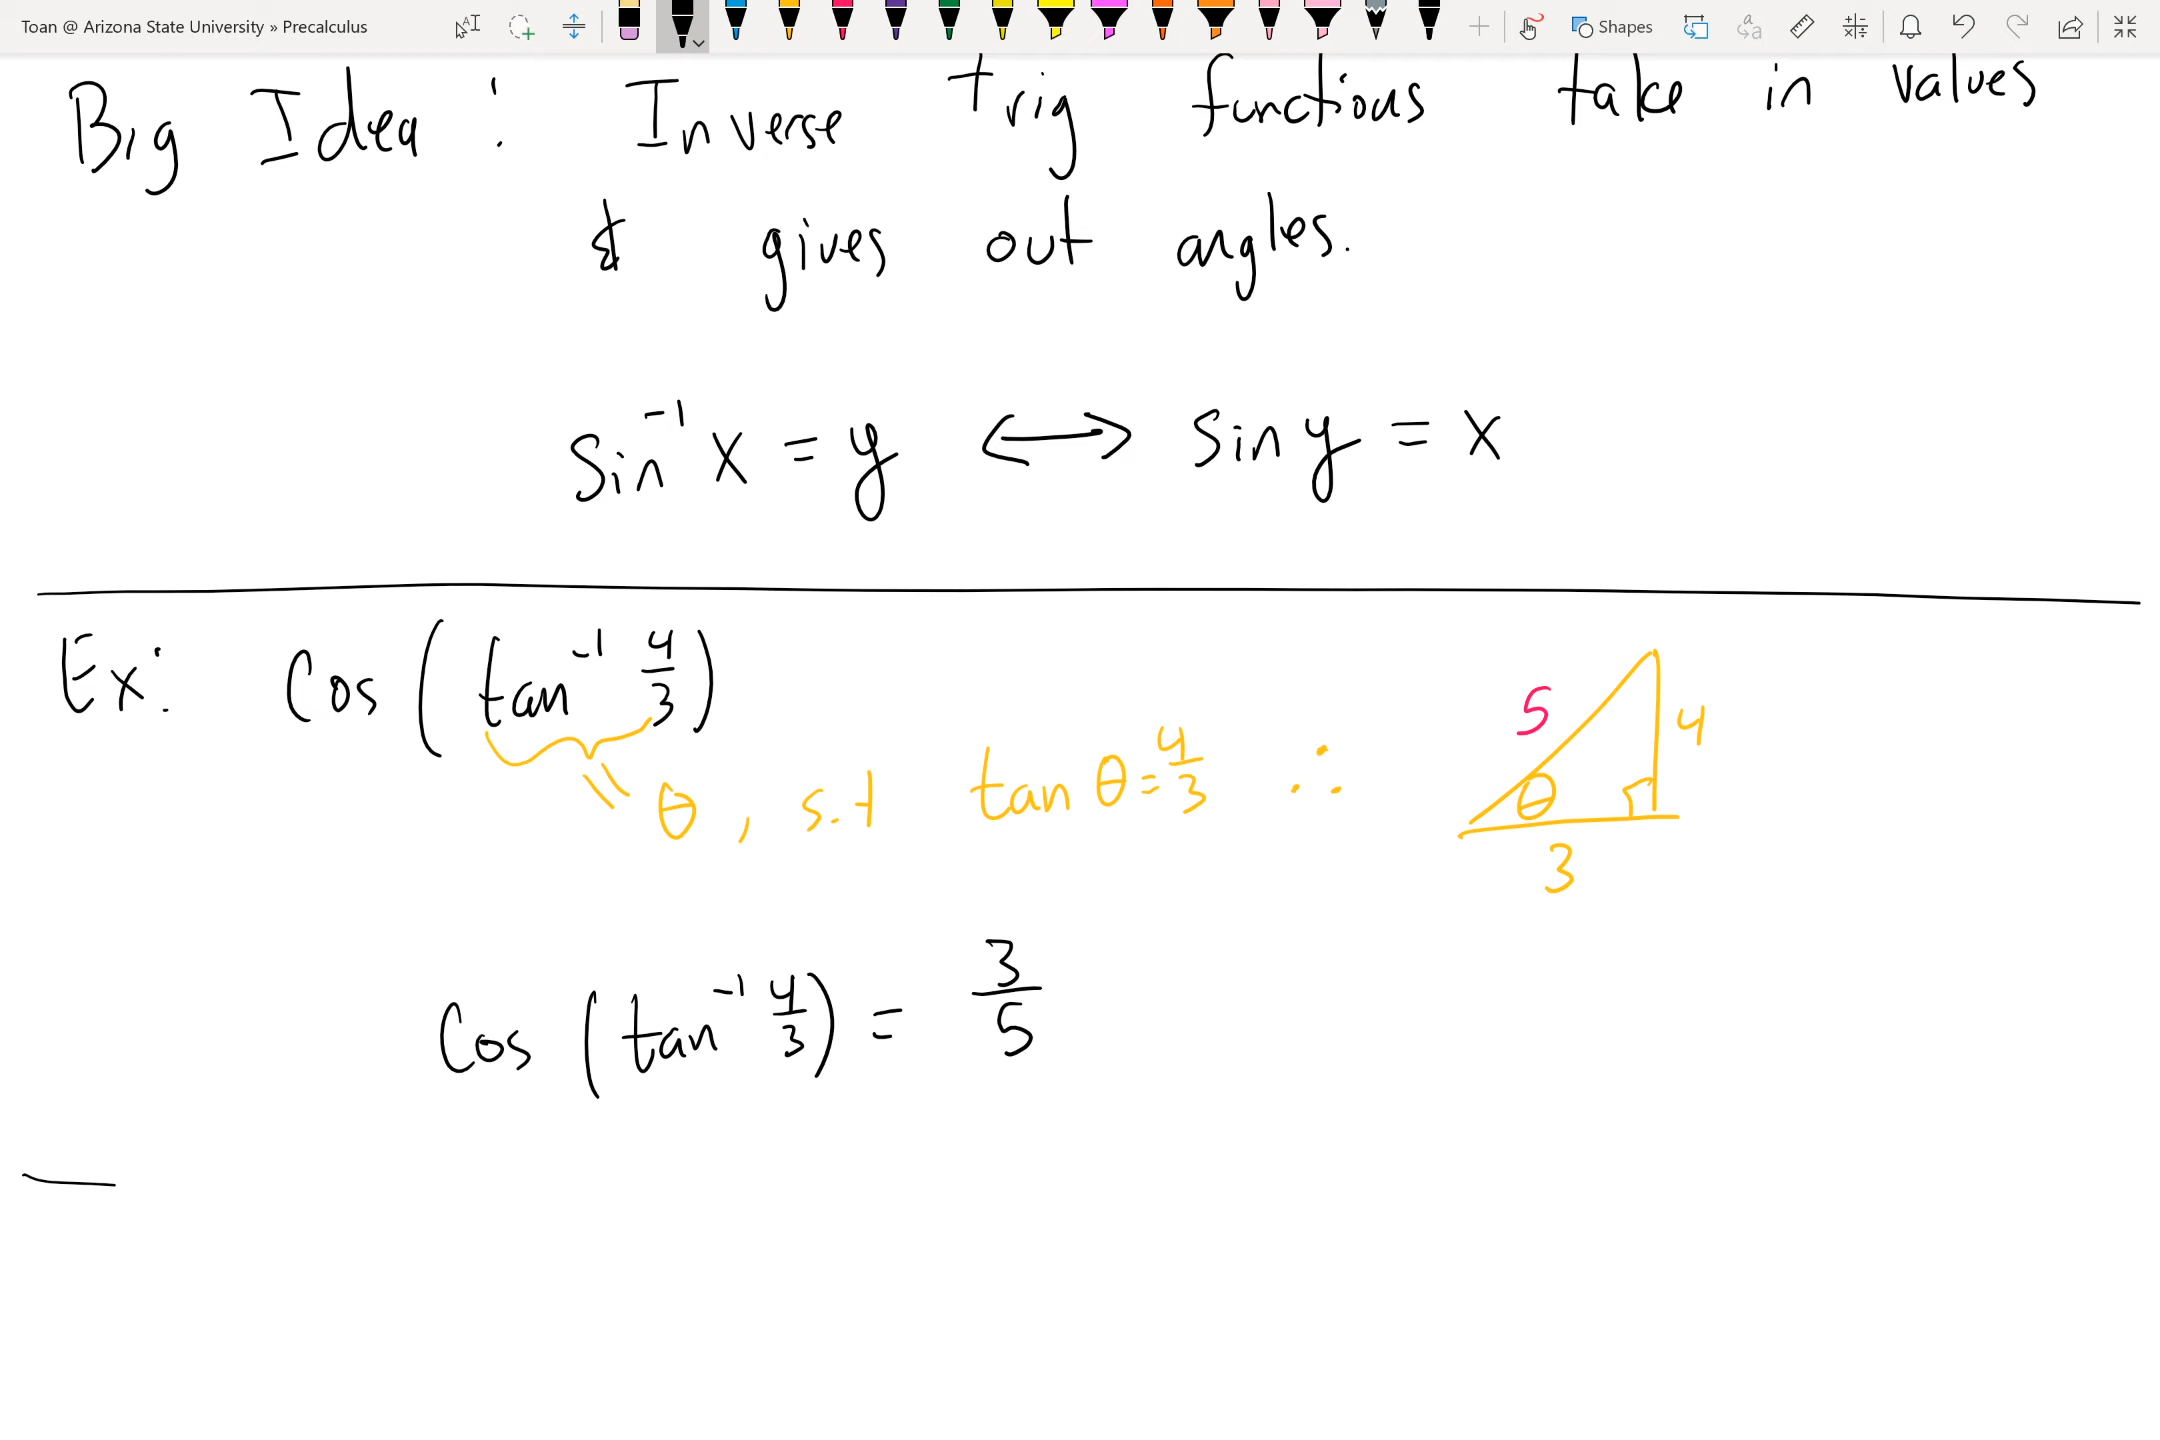 Toan @ Arizona State University » Precalculus
Shapes
Big Idea : Inverse trig functions take in values
& gives out angles.
sin⁻¹ x = y ⟷ sin y = x
Ex: Cos (tan⁻¹ 4/3)
= θ, s.t tan θ = 4/3 ∴
5
4
θ
3
Cos (tan⁻¹ 4/3) = 3/5